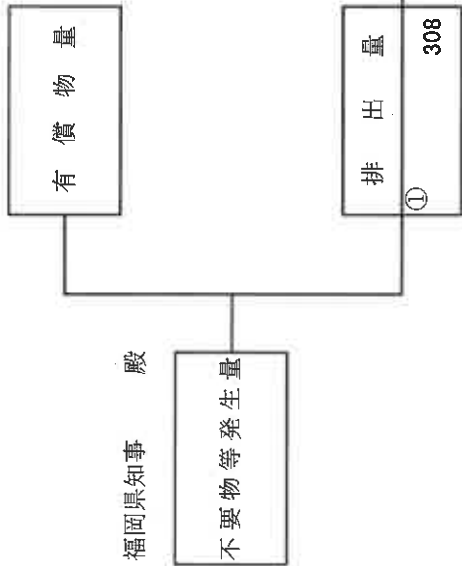 福岡県知事　殿
不要物等発生量
有償物量
排出量
①
308